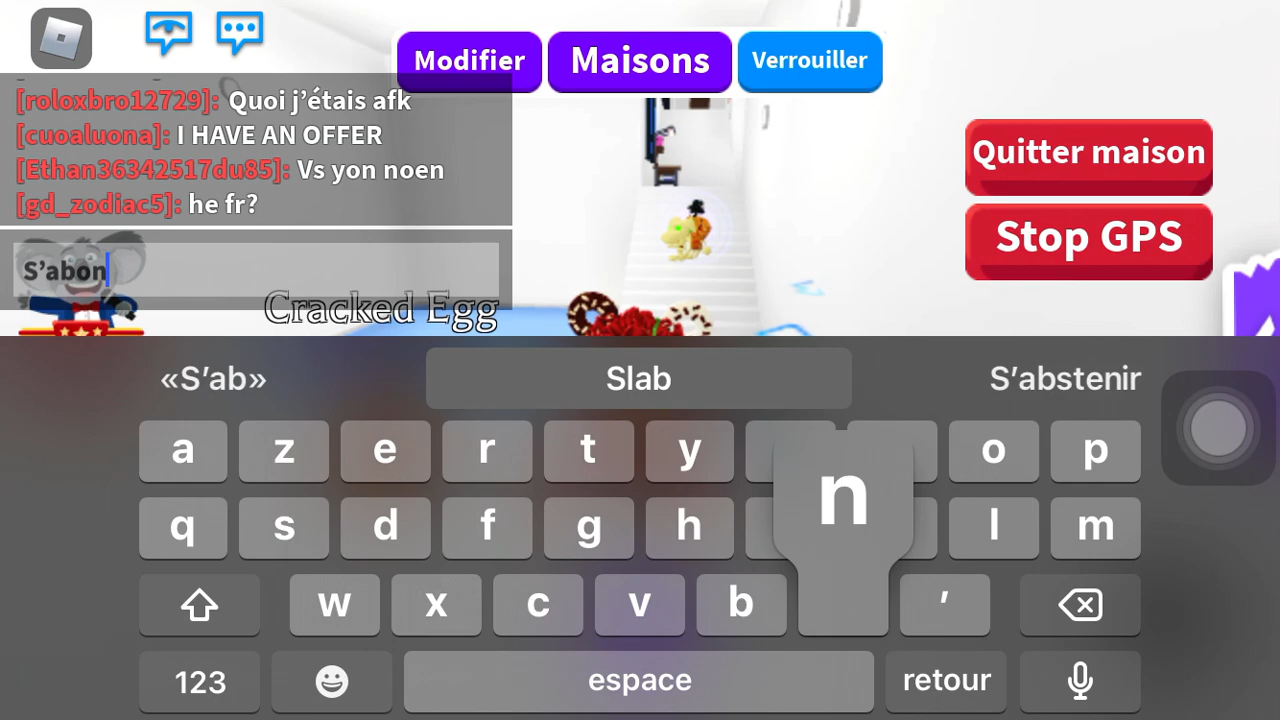 Modifier
Maisons
Verrouiller
[roloxbro12729]: Quoi j'étais afk
[cuoaluona]: I HAVE AN OFFER
[Ethan36342517du85]: Vs yon noen
[gd_zodiac5]: he fr?
Quitter maison
Stop GPS
S'abon
Cracked Egg
«S'ab»
Slab
S'abstenir
a z e r t y o p
q s d f g h n l m
w x c v b '
123 espace retour